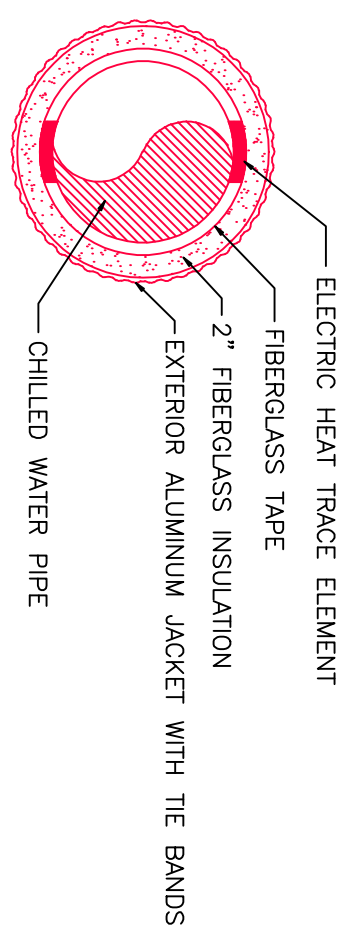 ELECTRIC HEAT TRACE ELEMENT
FIBERGLASS TAPE
2" FIBERGLASS INSULATION
EXTERIOR ALUMINUM JACKET WITH TIE BANDS
CHILLED WATER PIPE